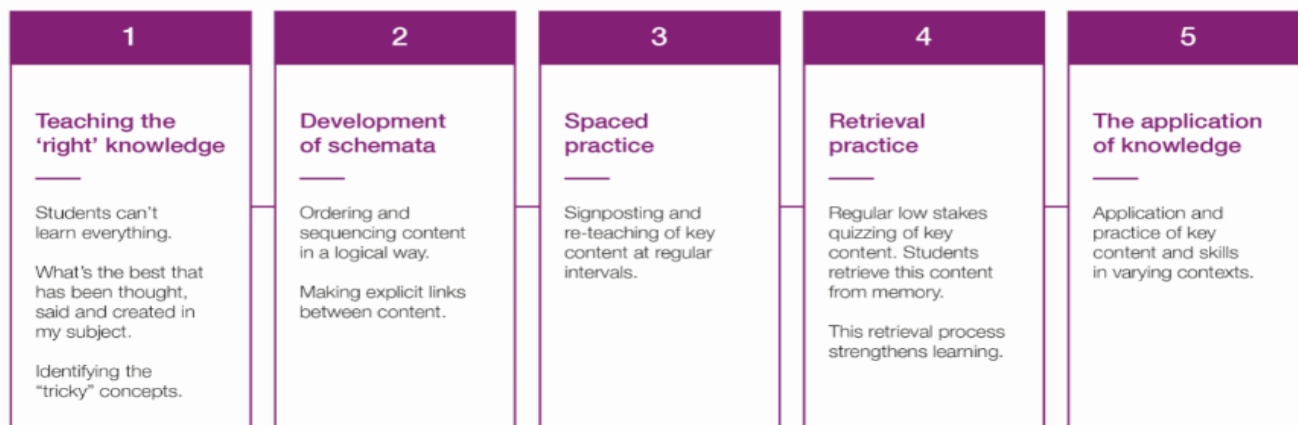 1
Teaching the
‘right’ knowledge
Students can’t
learn everything.
What’s the best that
has been thought,
said and created in
my subject.
Identifying the
“tricky” concepts.
2
Development
of schemata
Ordering and
sequencing content
in a logical way.
Making explicit links
between content.
3
Spaced
practice
Signposting and
re-teaching of key
content at regular
intervals.
4
Retrieval
practice
Regular low stakes
quizzing of key
content. Students
retrieve this content
from memory.
This retrieval process
strengthens learning.
5
The application
of knowledge
Application and
practice of key
content and skills
in varying contexts.